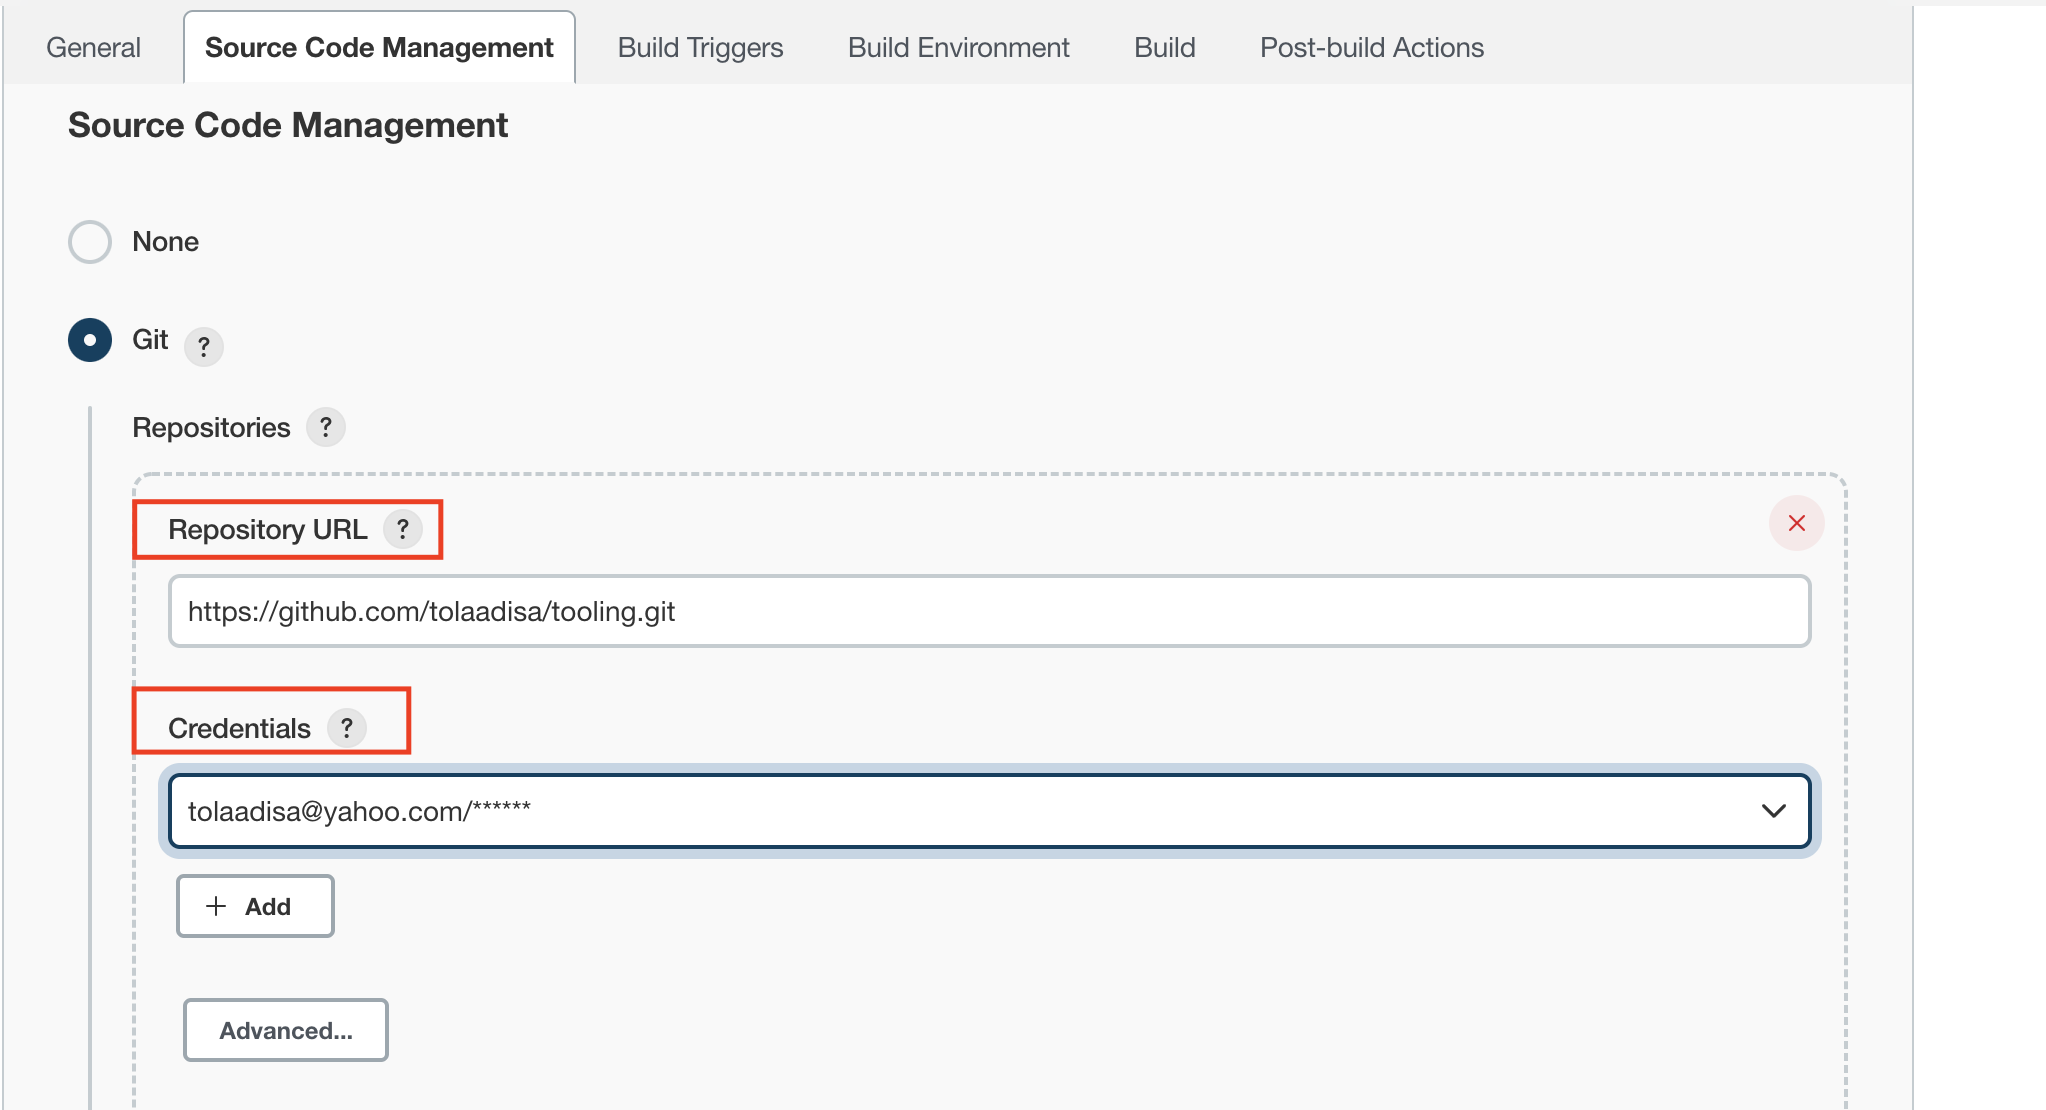 General Source Code Management Build Triggers Build Environment Build Post-build Actions
Source Code Management
None
Git ?
Repositories ?
Repository URL ?
https://github.com/tolaadisa/tooling.git
Credentials ?
tolaadisa@yahoo.com/******
+ Add
Advanced...